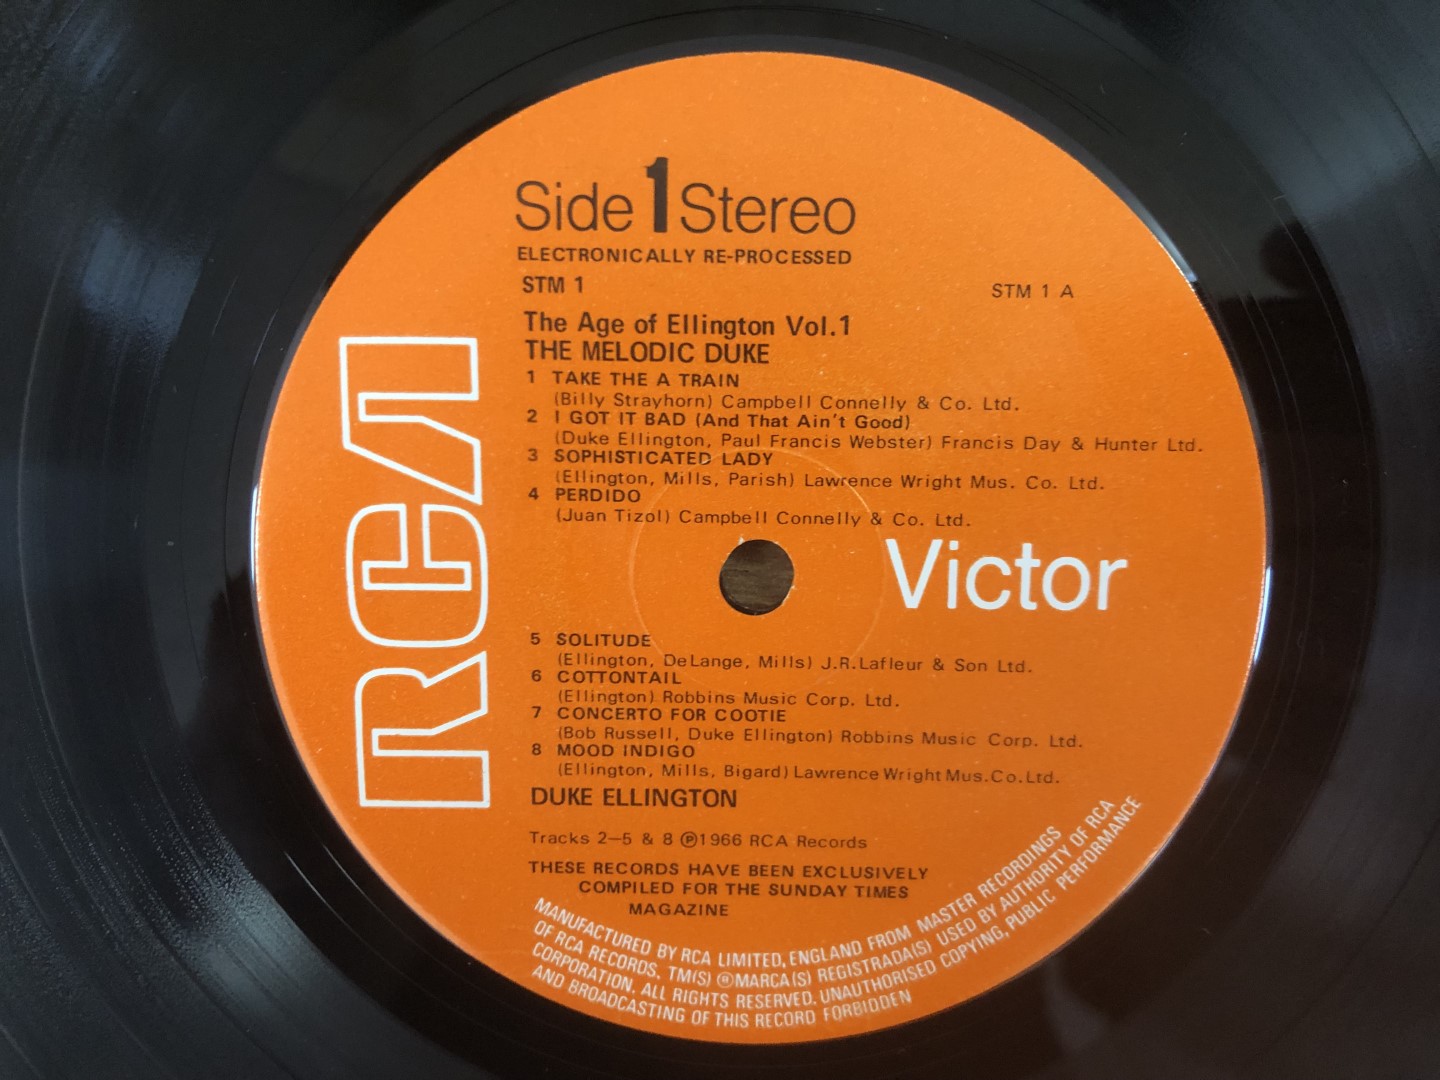 Side 1 Stereo
ELECTRONICALLY RE-PROCESSED
STM 1
STM 1 A
The Age of Ellington Vol.1
THE MELODIC DUKE
1 TAKE THE A TRAIN
(Billy Strayhorn) Campbell Connelly & Co. Ltd.
2 I GOT IT BAD (And That Ain't Good)
(Duke Ellington, Paul Francis Webster) Francis Day & Hunter Ltd.
3 SOPHISTICATED LADY
(Ellington, Mills, Parish) Lawrence Wright Mus. Co. Ltd.
4 PERDIDO
(Juan Tizol) Campbell Connelly & Co. Ltd.
RCA
Victor
5 SOLITUDE
(Ellington, DeLange, Mills) J.R.Lafleur & Son Ltd.
6 COTTONTAIL
(Ellington) Robbins Music Corp. Ltd.
7 CONCERTO FOR COOTIE
(Bob Russell, Duke Ellington) Robbins Music Corp. Ltd.
8 MOOD INDIGO
(Ellington, Mills, Bigard) Lawrence Wright Mus.Co.Ltd.
DUKE ELLINGTON
Tracks 2-5 & 8 ℗1966 RCA Records
THESE RECORDS HAVE BEEN EXCLUSIVELY
COMPILED FOR THE SUNDAY TIMES
MAGAZINE
MANUFACTURED BY RCA LIMITED, ENGLAND FROM MASTER RECORDINGS
OF RCA RECORDS. TM(S) ®MARCA(S) REGISTRADA(S) USED BY AUTHORITY OF RCA
CORPORATION. ALL RIGHTS RESERVED. UNAUTHORISED COPYING, PUBLIC PERFORMANCE
AND BROADCASTING OF THIS RECORD FORBIDDEN